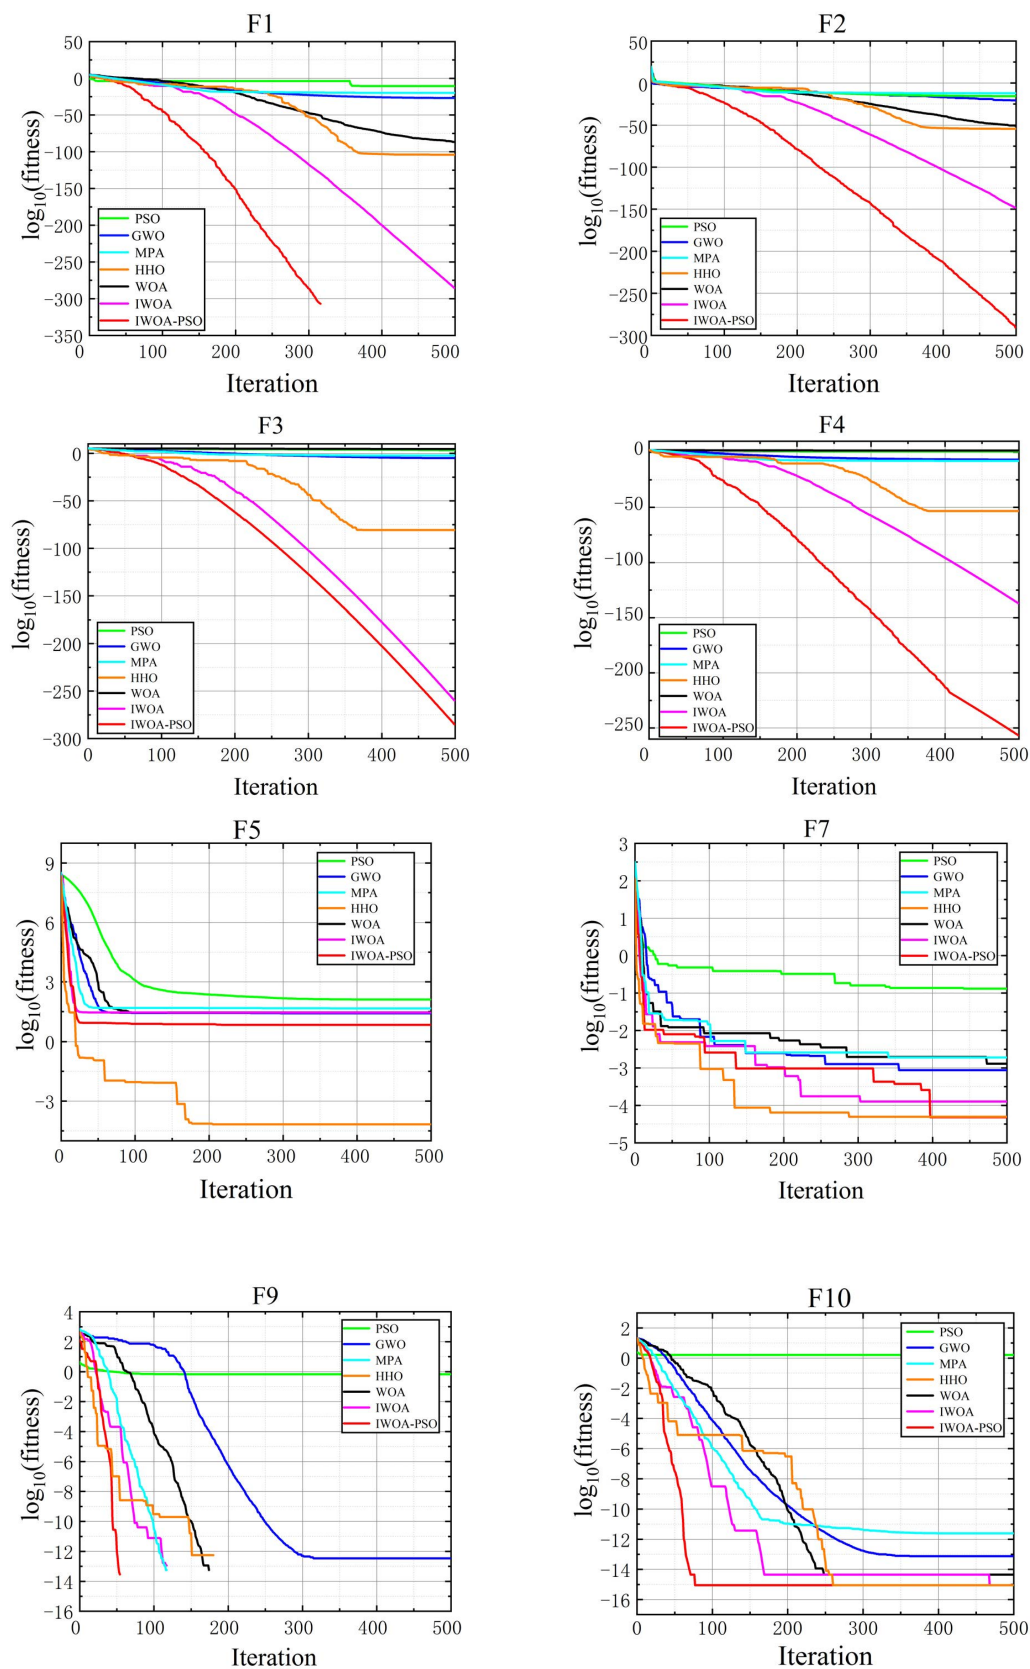 F1
50
0
−50
−100
−150
−200
−250
−300
−350
log10(fitness)
PSO
GWO
MPA
HHO
WOA
IWOA
IWOA-PSO
0 100 200 300 400 500
Iteration
F2
50
0
−50
−100
−150
−200
−250
−300
log10(fitness)
PSO
GWO
MPA
HHO
WOA
IWOA
IWOA-PSO
0 100 200 300 400 500
Iteration
F3
0
−50
−100
−150
−200
−250
−300
log10(fitness)
PSO
GWO
MPA
HHO
WOA
IWOA
IWOA-PSO
0 100 200 300 400 500
Iteration
F4
0
−50
−100
−150
−200
−250
log10(fitness)
PSO
GWO
MPA
HHO
WOA
IWOA
IWOA-PSO
0 100 200 300 400 500
Iteration
F5
9
6
3
0
−3
log10(fitness)
PSO
GWO
MPA
HHO
WOA
IWOA
IWOA-PSO
0 100 200 300 400 500
Iteration
F7
3
2
1
0
−1
−2
−3
−4
−5
log10(fitness)
PSO
GWO
MPA
HHO
WOA
IWOA
IWOA-PSO
0 100 200 300 400 500
Iteration
F9
4
2
0
−2
−4
−6
−8
−10
−12
−14
−16
log10(fitness)
PSO
GWO
MPA
HHO
WOA
IWOA
IWOA-PSO
0 100 200 300 400 500
Iteration
F10
2
0
−2
−4
−6
−8
−10
−12
−14
−16
log10(fitness)
PSO
GWO
MPA
HHO
WOA
IWOA
IWOA-PSO
0 100 200 300 400 500
Iteration